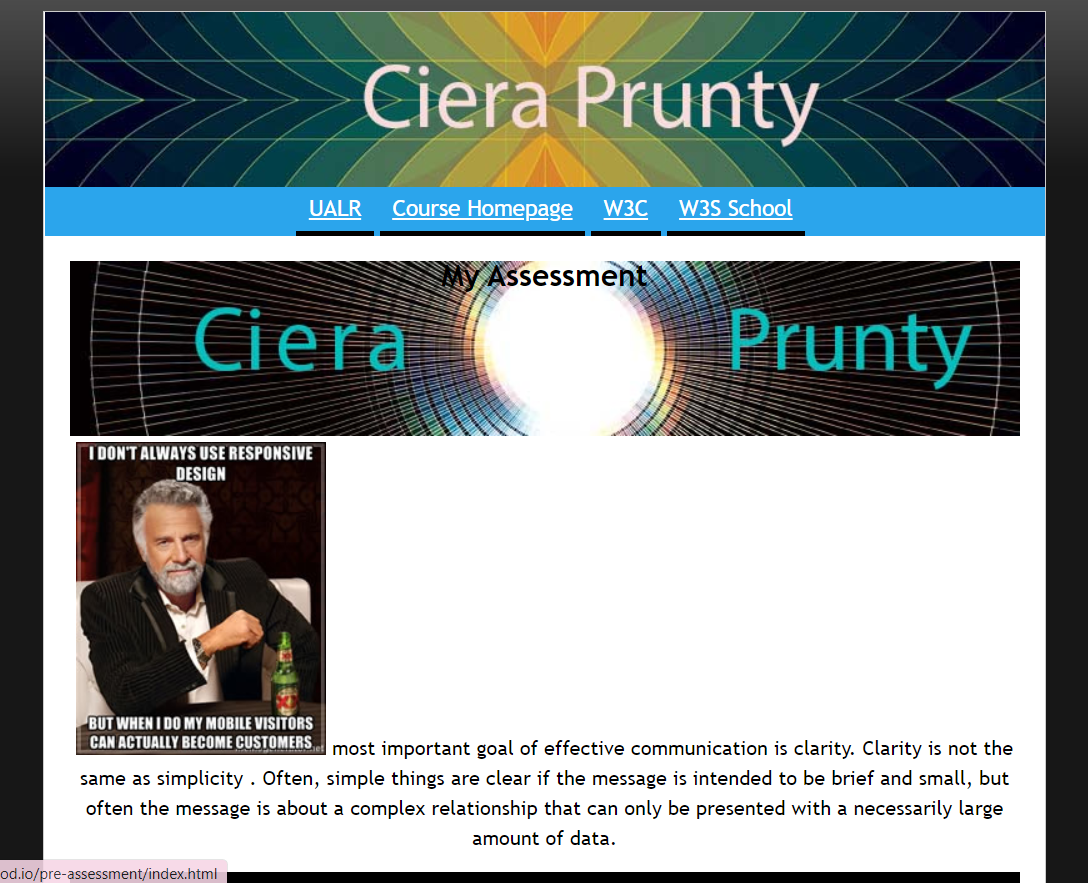 Ciera Prunty
UALR Course Homepage W3C W3S School
My Assessment
Ciera Prunty
I DON'T ALWAYS USE RESPONSIVE
DESIGN
BUT WHEN I DO MY MOBILE VISITORS
CAN ACTUALLY BECOME CUSTOMERS
most important goal of effective communication is clarity. Clarity is not the
same as simplicity . Often, simple things are clear if the message is intended to be brief and small, but
often the message is about a complex relationship that can only be presented with a necessarily large
amount of data.
od.io/pre-assessment/index.html